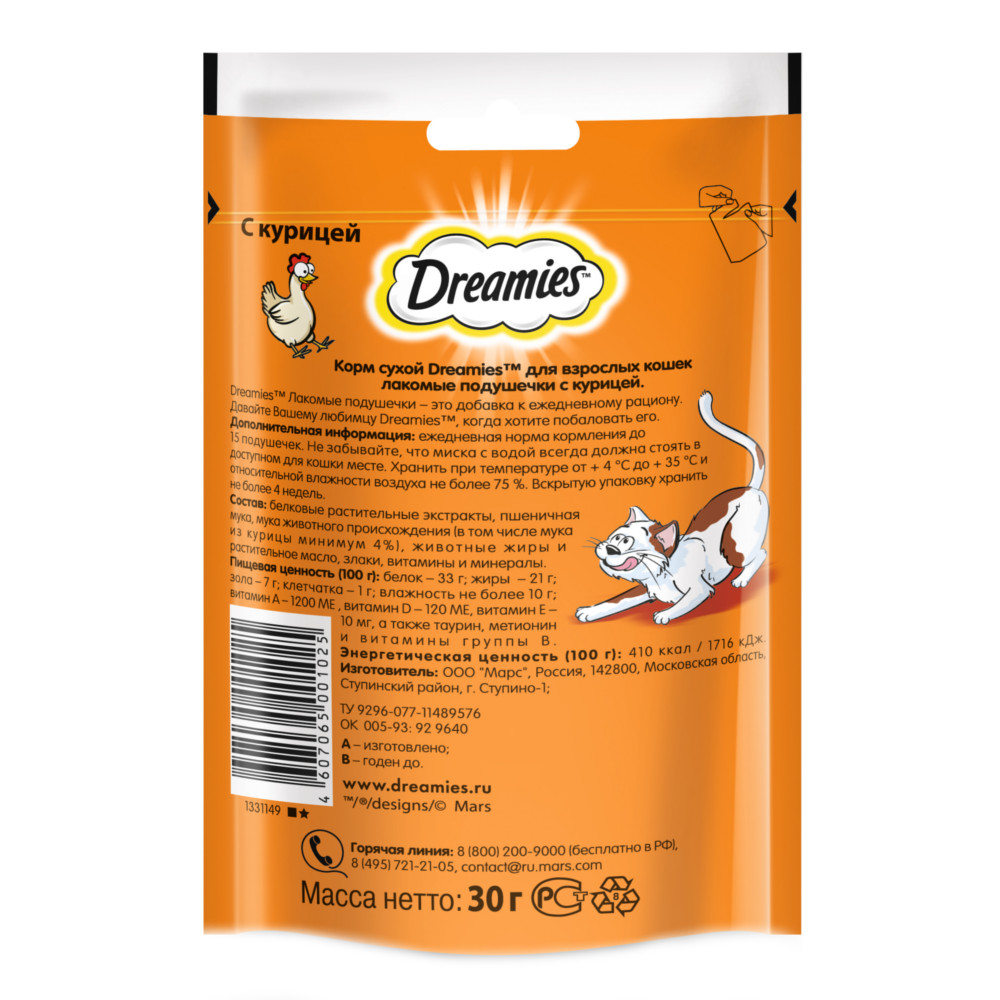 С курицей
Dreamies™
Корм сухой Dreamies™ для взрослых кошек
лакомые подушечки с курицей.
Dreamies™ Лакомые подушечки – это добавка к ежедневному рациону.
Давайте Вашему любимцу Dreamies™, когда хотите побаловать его.
Дополнительная информация: ежедневная норма кормления до
15 подушечек. Не забывайте, что миска с водой всегда должна стоять в
доступном для кошки месте. Хранить при температуре от + 4 °С до + 35 °С и
относительной влажности воздуха не более 75 %. Вскрытую упаковку хранить
не более 4 недель.
Состав: белковые растительные экстракты, пшеничная
мука, мука животного происхождения (в том числе мука
из курицы минимум 4%), животные жиры и
растительное масло, злаки, витамины и минералы.
Пищевая ценность (100 г): белок – 33 г; жиры – 21 г;
зола – 7 г; клетчатка – 1 г; влажность не более 10 г;
витамин А – 1200 МЕ , витамин D – 120 МЕ, витамин Е –
10 мг, а также таурин, метионин
и витамины группы В.
Энергетическая ценность (100 г): 410 ккал / 1716 кДж.
Изготовитель: ООО "Марс", Россия, 142800, Московская область,
Ступинский район, г. Ступино-1;
ТУ 9296-077-11489576
ОК 005-93: 92 9640
А – изготовлено;
В – годен до.
www.dreamies.ru
™/®/designs/© Mars
4 607065 001025
1331149
Горячая линия: 8 (800) 200-9000 (бесплатно в РФ),
8 (495) 721-21-05, contact@ru.mars.com
Масса нетто: 30 г
РСТ
8